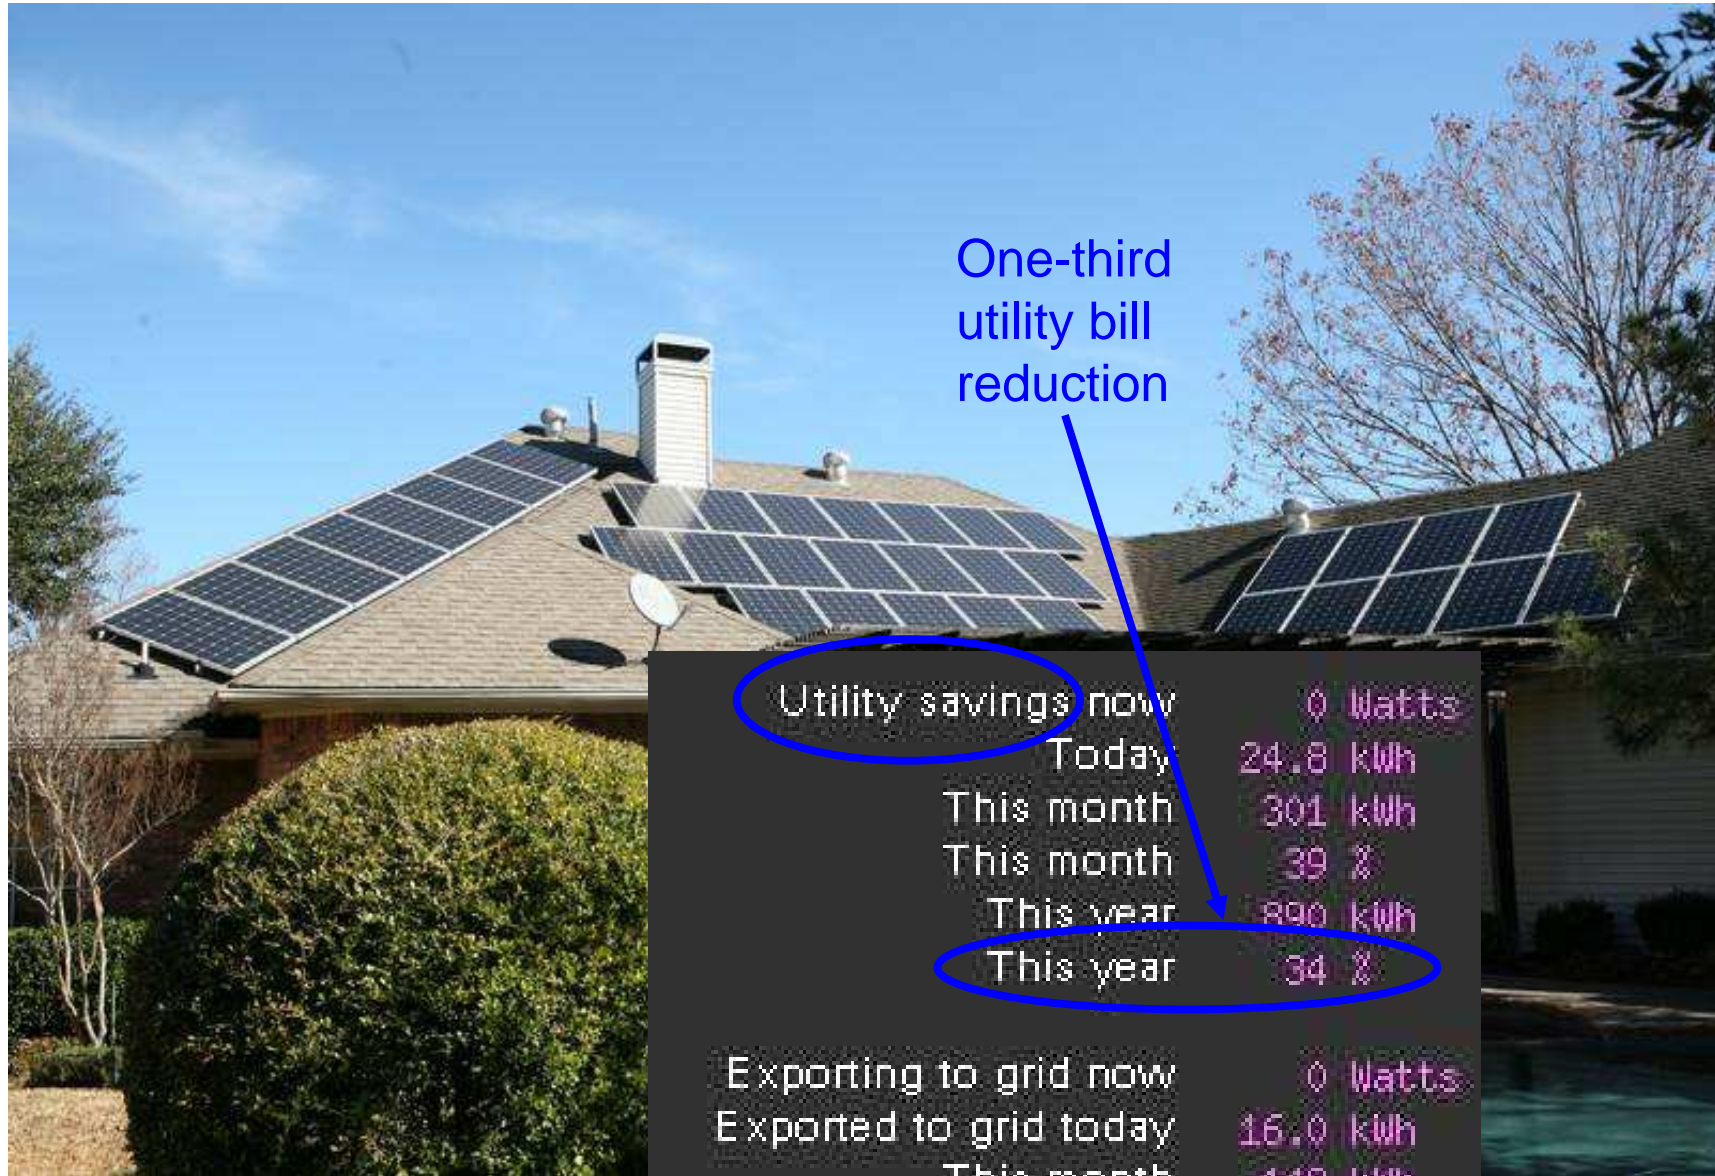 One-third
utility bill
reduction
Utility savings now 0 Watts
Today 24.8 kWh
This month 301 kWh
This month 39 %
This year 890 kWh
This year 34 %
Exporting to grid now 0 Watts
Exported to grid today 16.0 kWh
This month